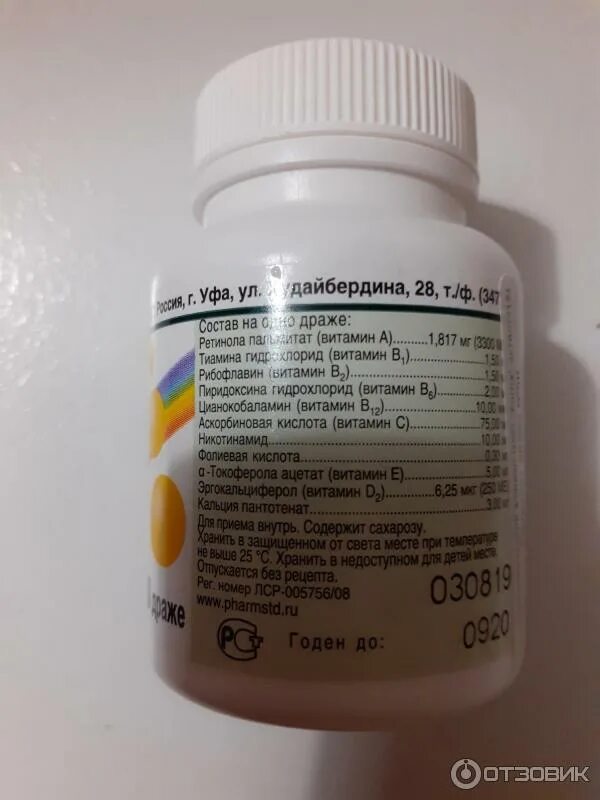 Россия, г. Уфа, ул. Худайбердина, 28, т./ф. (347
Состав на одно драже:
Ретинола пальмитат (витамин А)..........1,817 мг (3300
Тиамина гидрохлорид (витамин В1)..........1,50
Рибофлавин (витамин В2)..........1,50
Пиридоксина гидрохлорид (витамин В6)..........2,00
Цианокобаламин (витамин В12)..........10,00
Аскорбиновая кислота (витамин С)..........75,00
Никотинамид..........10,00
Фолиевая кислота..........0,30
α-Токоферола ацетат (витамин Е)..........5,00
Эргокальциферол (витамин D2)..........6,25 мкг (250 МЕ)
Кальция пантотенат..........3,00
Для приема внутрь. Содержит сахарозу.
Хранить в защищенном от света месте при температуре
не выше 25 °С. Хранить в недоступном для детей месте.
Отпускается без рецепта.
Рег. номер ЛСР-005756/08
www.pharmstd.ru
драже
РСТ
Годен до:
030819
0920
ОТЗОВИК